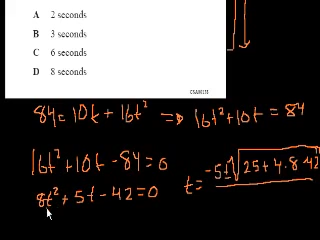 A 2 seconds
B 3 seconds
C 6 seconds
D 8 seconds
84 = 10t + 16t² ⇒ 16t² + 10t = 84
16t² + 10t - 84 = 0
8t² + 5t - 42 = 0
t = -5 ± √25 + 4 · 8 · 42